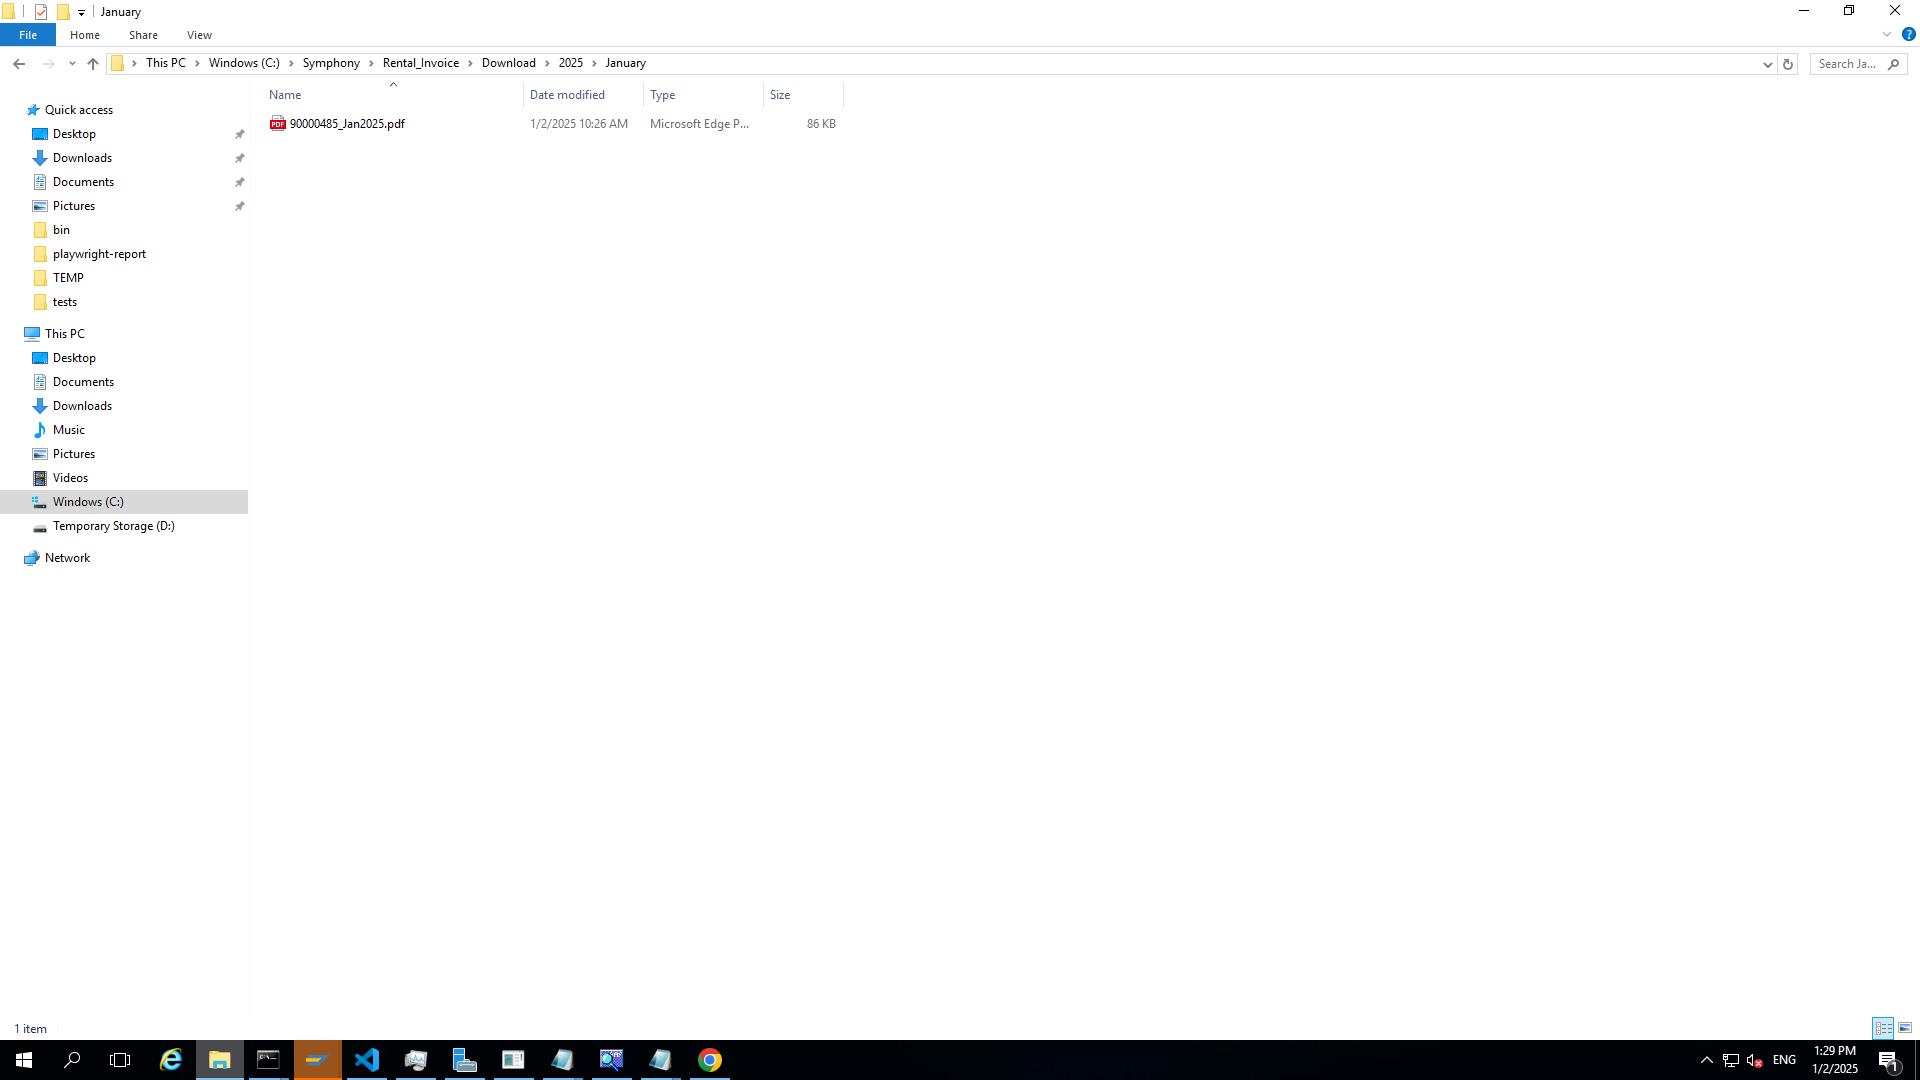 January
File
Home
Share
View
This PC
Windows (C:)
Symphony
Rental_Invoice
Download
2025
January
Search Ja...
Name
Date modified
Type
Size
90000485_Jan2025.pdf
1/2/2025 10:26 AM
Microsoft Edge P...
86 KB
Quick access
Desktop
Downloads
Documents
Pictures
bin
playwright-report
TEMP
tests
This PC
Desktop
Documents
Downloads
Music
Pictures
Videos
Windows (C:)
Temporary Storage (D:)
Network
1 item
ENG
1:29 PM
1/2/2025
1